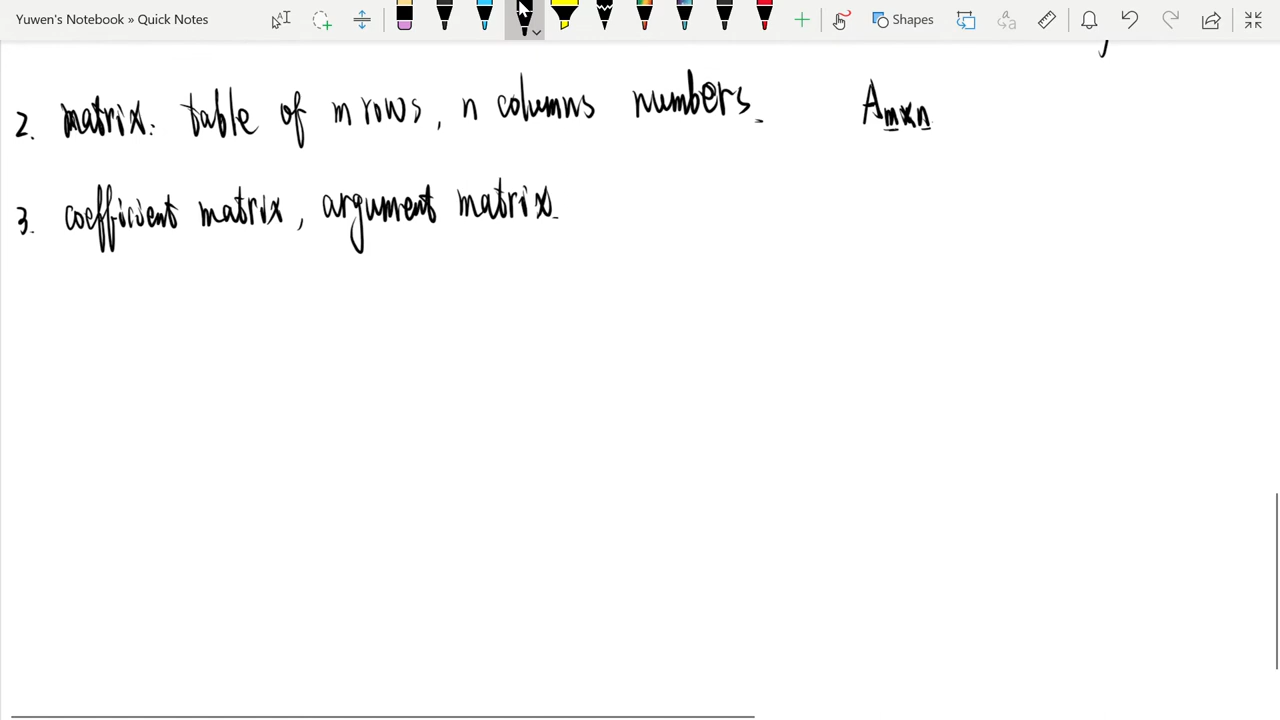 Yuwen's Notebook » Quick Notes
Shapes
2. matrix. table of m rows, n columns numbers. Amxn
3. coefficient matrix, argument matrix.